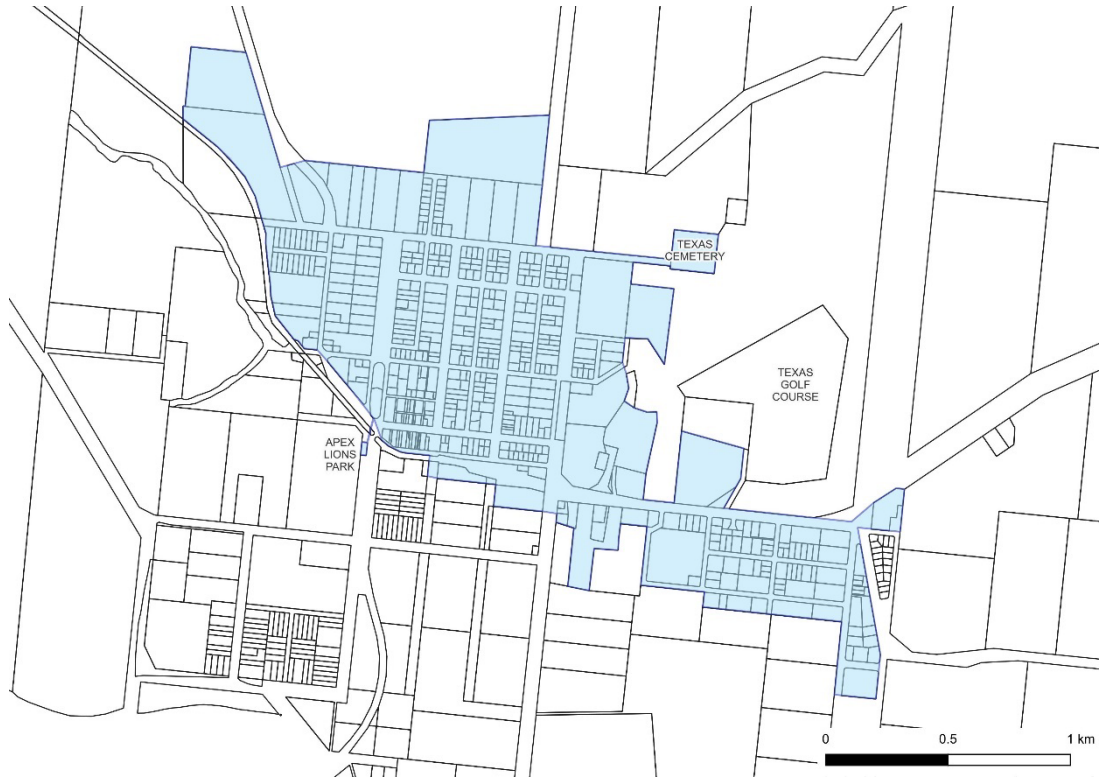 TEXAS
CEMETERY
TEXAS
GOLF
COURSE
APEX
LIONS
PARK
0 0.5 1 km